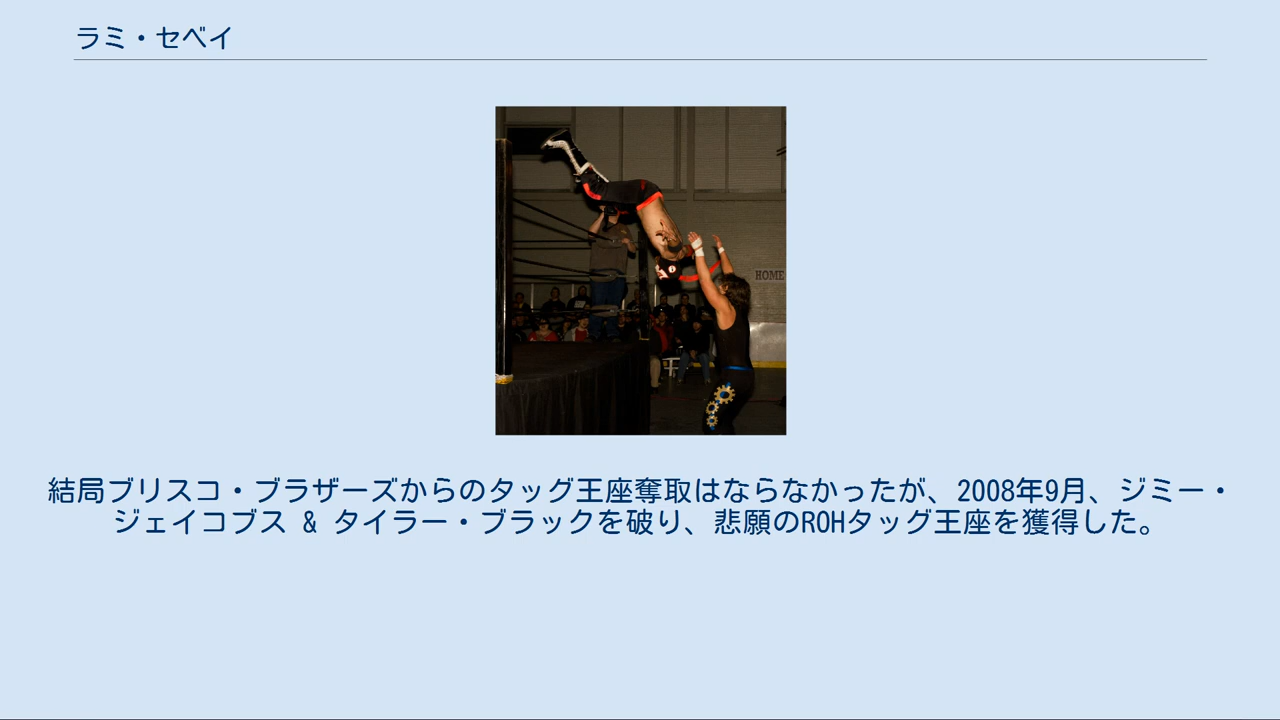 ラミ・セベイ
HOME
結局ブリスコ・ブラザーズからのタッグ王座奪取はならなかったが、2008年9月、ジミー・
ジェイコブス & タイラー・ブラックを破り、悲願のROHタッグ王座を獲得した。